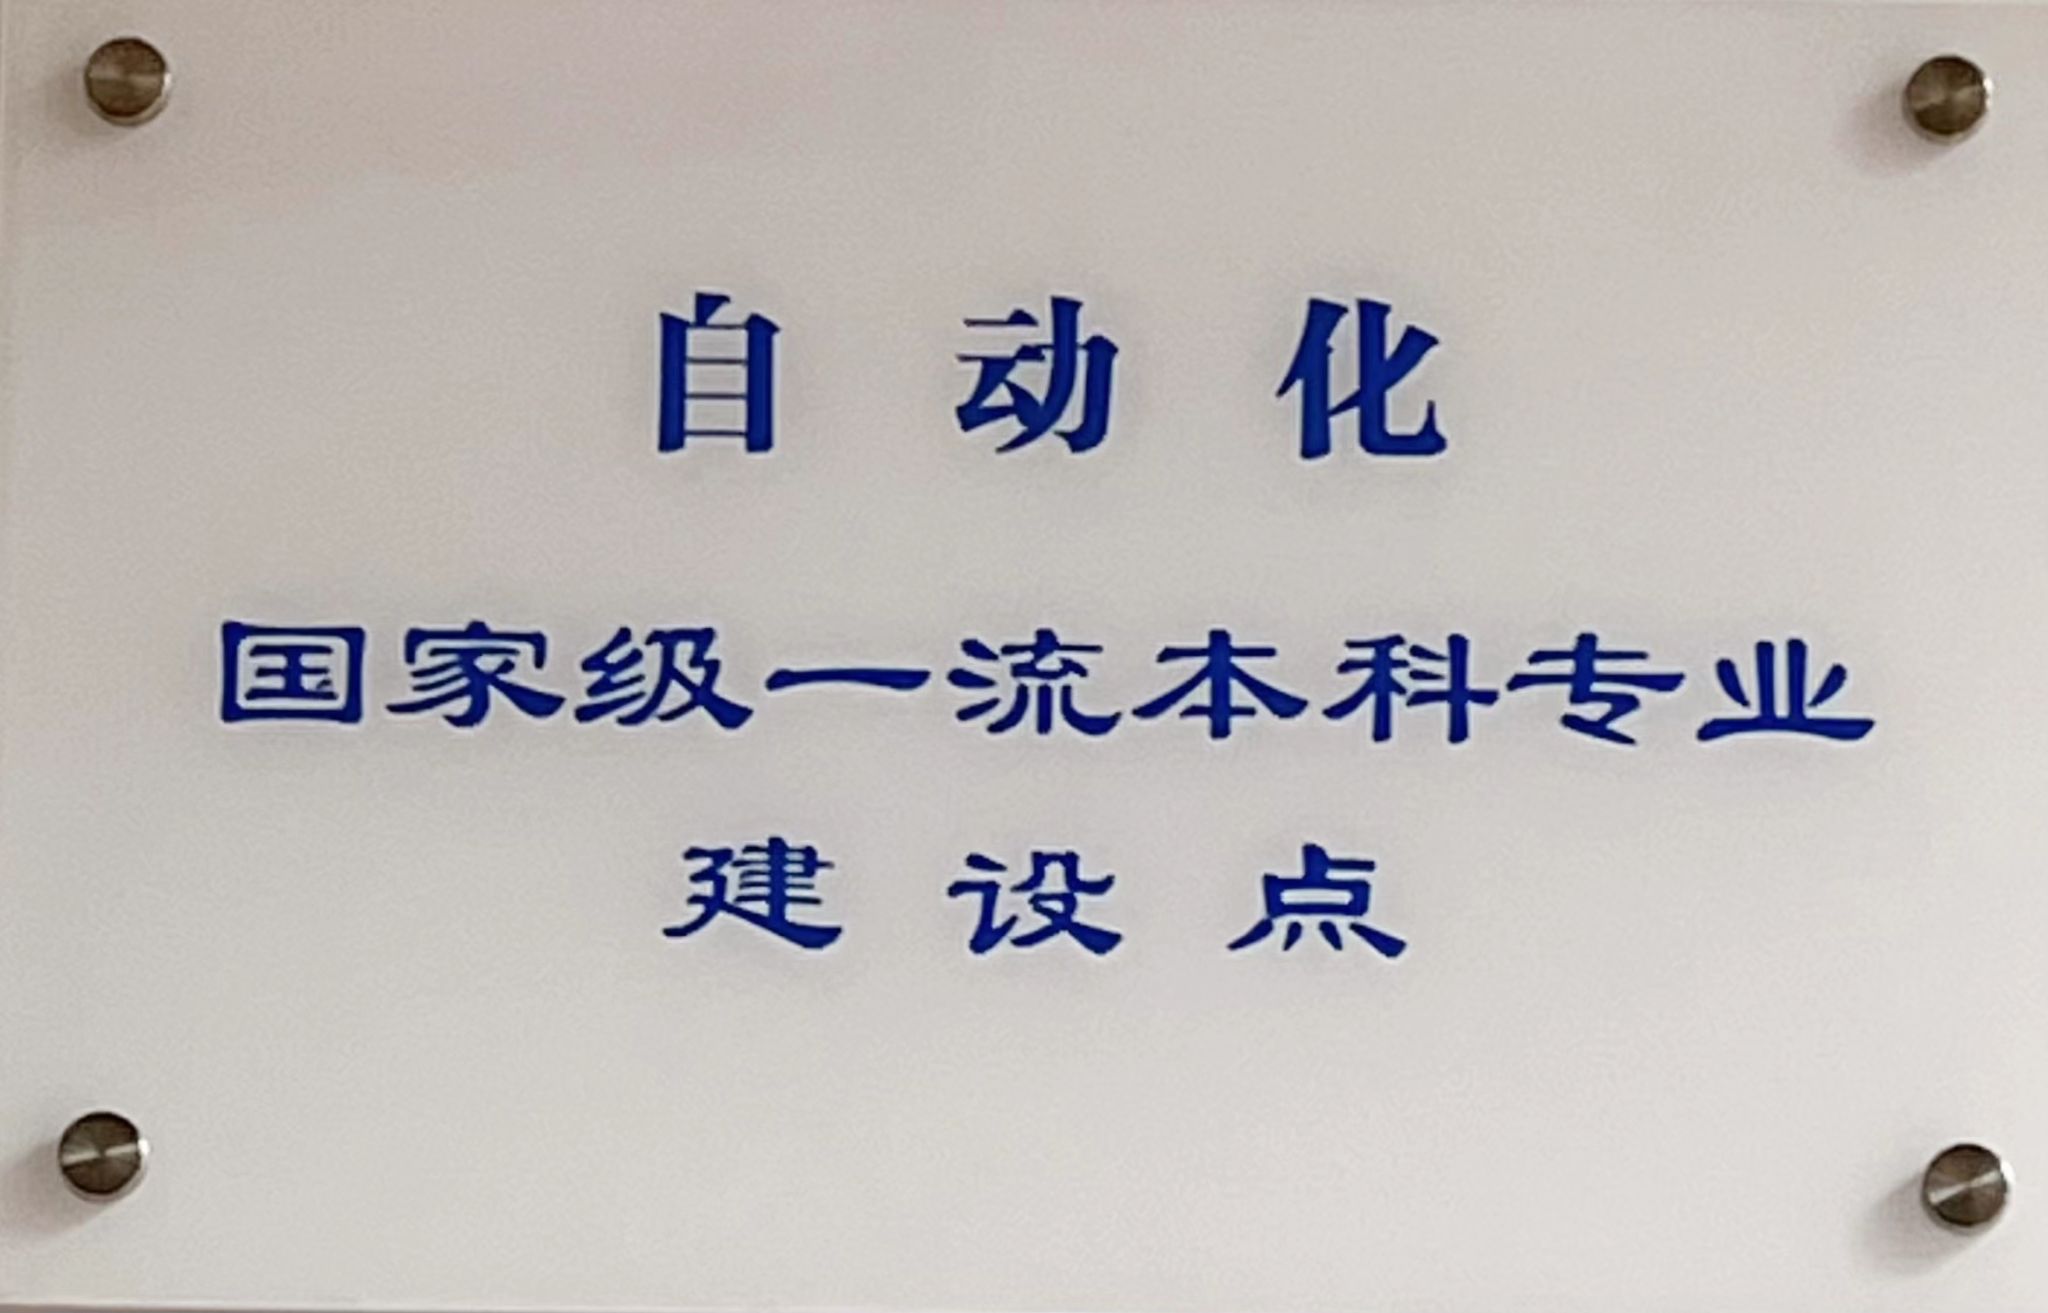 自动化
国家级一流本科专业
建设点